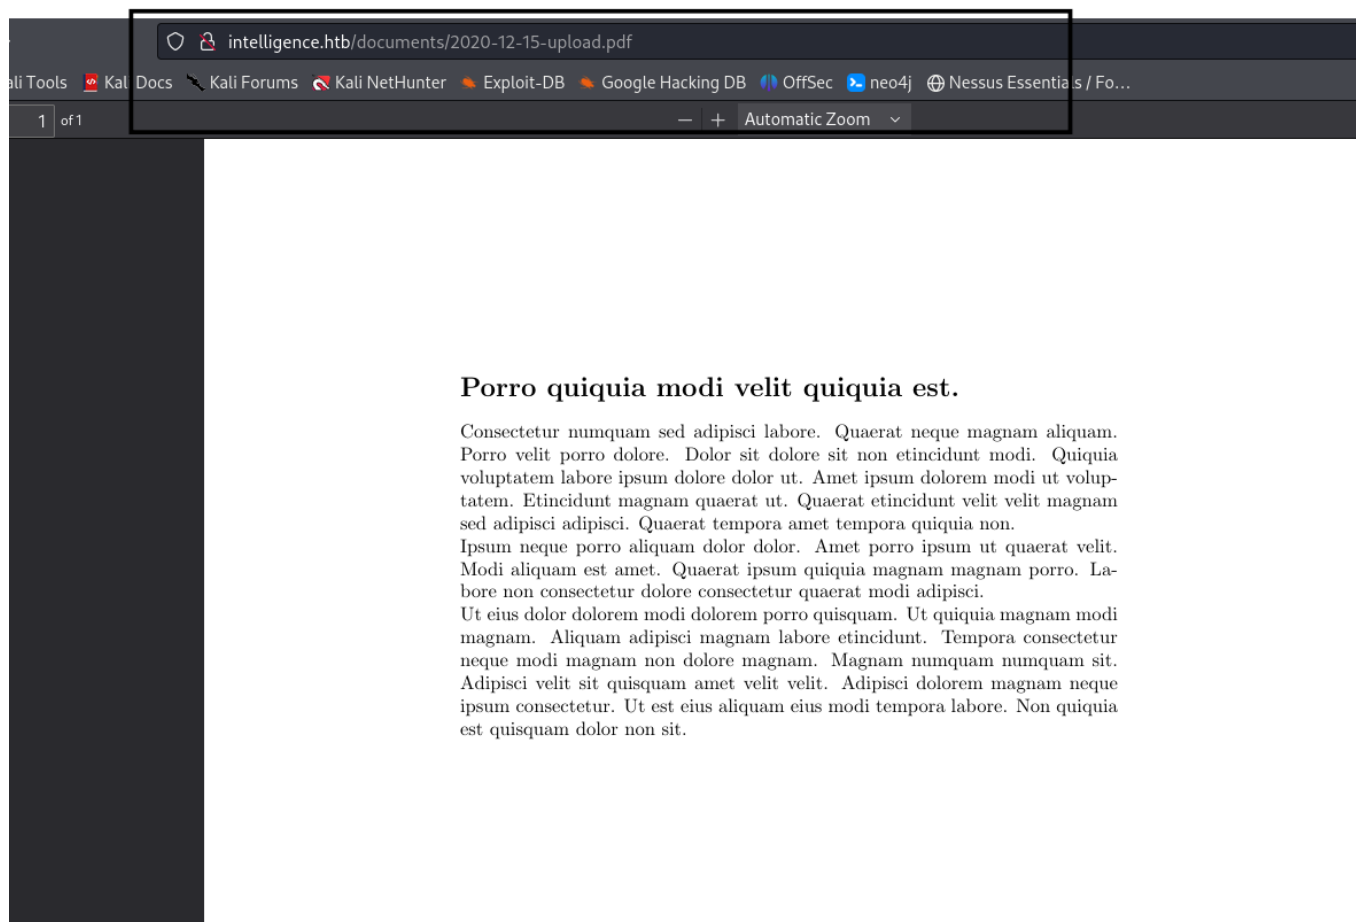 intelligence.htb/documents/2020-12-15-upload.pdf
ali Tools Kali Docs Kali Forums Kali NetHunter Exploit-DB Google Hacking DB OffSec neo4j Nessus Essentials / Fo…
1 of 1 Automatic Zoom
Porro quiquia modi velit quiquia est.
Consectetur numquam sed adipisci labore. Quaerat neque magnam aliquam.
Porro velit porro dolore. Dolor sit dolore sit non etincidunt modi. Quiquia
voluptatem labore ipsum dolore dolor ut. Amet ipsum dolorem modi ut volup-
tatem. Etincidunt magnam quaerat ut. Quaerat etincidunt velit velit magnam
sed adipisci adipisci. Quaerat tempora amet tempora quiquia non.
Ipsum neque porro aliquam dolor dolor. Amet porro ipsum ut quaerat velit.
Modi aliquam est amet. Quaerat ipsum quiquia magnam magnam porro. La-
bore non consectetur dolore consectetur quaerat modi adipisci.
Ut eius dolor dolorem modi dolorem porro quisquam. Ut quiquia magnam modi
magnam. Aliquam adipisci magnam labore etincidunt. Tempora consectetur
neque modi magnam non dolore magnam. Magnam numquam numquam sit.
Adipisci velit sit quisquam amet velit velit. Adipisci dolorem magnam neque
ipsum consectetur. Ut est eius aliquam eius modi tempora labore. Non quiquia
est quisquam dolor non sit.